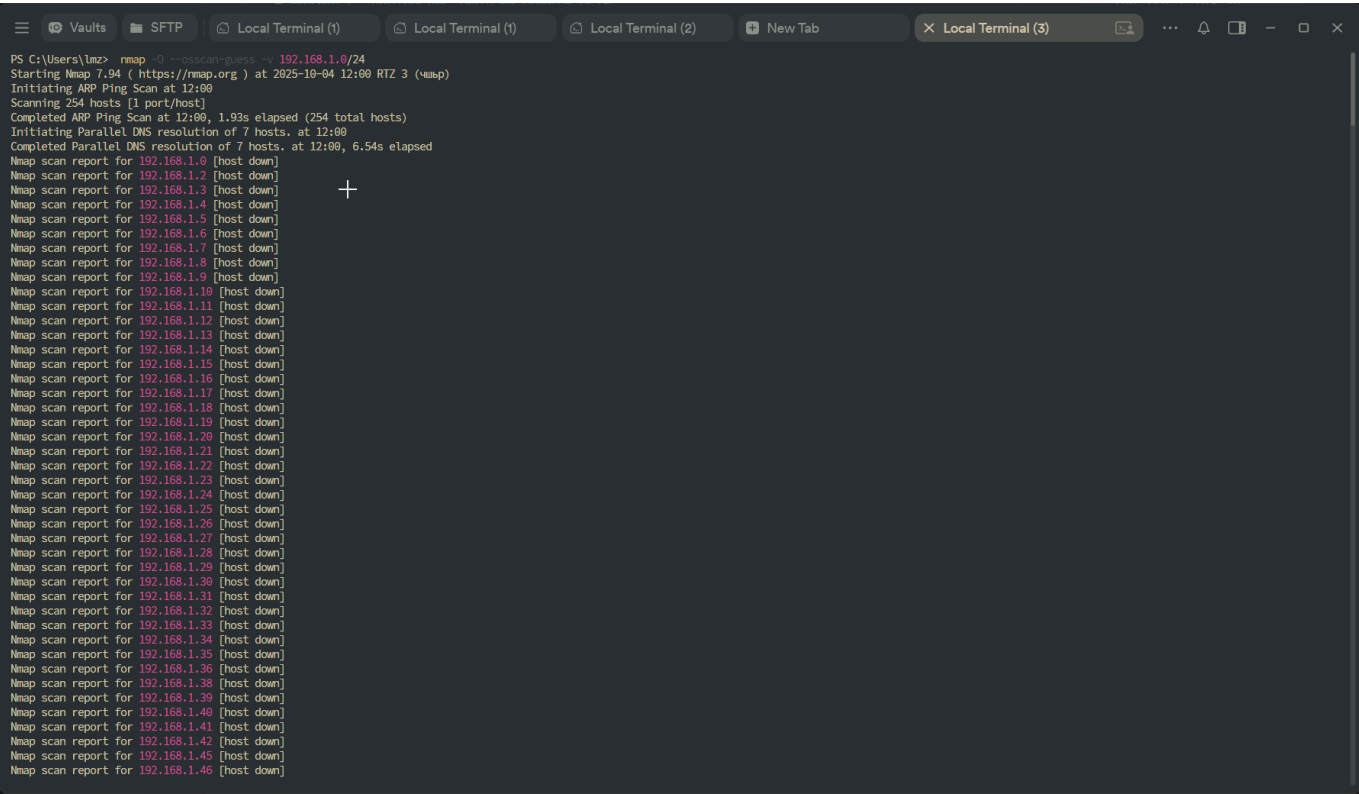 Vaults SFTP Local Terminal (1) Local Terminal (1) Local Terminal (2) New Tab Local Terminal (3)
PS C:\Users\lmz> nmap -O --osscan-guess -v 192.168.1.0/24
Starting Nmap 7.94 ( https://nmap.org ) at 2025-10-04 12:00 RTZ 3 (чшьр)
Initiating ARP Ping Scan at 12:00
Scanning 254 hosts [1 port/host]
Completed ARP Ping Scan at 12:00, 1.93s elapsed (254 total hosts)
Initiating Parallel DNS resolution of 7 hosts. at 12:00
Completed Parallel DNS resolution of 7 hosts. at 12:00, 6.54s elapsed
Nmap scan report for 192.168.1.0 [host down]
Nmap scan report for 192.168.1.2 [host down]
Nmap scan report for 192.168.1.3 [host down]
Nmap scan report for 192.168.1.4 [host down]
Nmap scan report for 192.168.1.5 [host down]
Nmap scan report for 192.168.1.6 [host down]
Nmap scan report for 192.168.1.7 [host down]
Nmap scan report for 192.168.1.8 [host down]
Nmap scan report for 192.168.1.9 [host down]
Nmap scan report for 192.168.1.10 [host down]
Nmap scan report for 192.168.1.11 [host down]
Nmap scan report for 192.168.1.12 [host down]
Nmap scan report for 192.168.1.13 [host down]
Nmap scan report for 192.168.1.14 [host down]
Nmap scan report for 192.168.1.15 [host down]
Nmap scan report for 192.168.1.16 [host down]
Nmap scan report for 192.168.1.17 [host down]
Nmap scan report for 192.168.1.18 [host down]
Nmap scan report for 192.168.1.19 [host down]
Nmap scan report for 192.168.1.20 [host down]
Nmap scan report for 192.168.1.21 [host down]
Nmap scan report for 192.168.1.22 [host down]
Nmap scan report for 192.168.1.23 [host down]
Nmap scan report for 192.168.1.24 [host down]
Nmap scan report for 192.168.1.25 [host down]
Nmap scan report for 192.168.1.26 [host down]
Nmap scan report for 192.168.1.27 [host down]
Nmap scan report for 192.168.1.28 [host down]
Nmap scan report for 192.168.1.29 [host down]
Nmap scan report for 192.168.1.30 [host down]
Nmap scan report for 192.168.1.31 [host down]
Nmap scan report for 192.168.1.32 [host down]
Nmap scan report for 192.168.1.33 [host down]
Nmap scan report for 192.168.1.34 [host down]
Nmap scan report for 192.168.1.35 [host down]
Nmap scan report for 192.168.1.36 [host down]
Nmap scan report for 192.168.1.38 [host down]
Nmap scan report for 192.168.1.39 [host down]
Nmap scan report for 192.168.1.40 [host down]
Nmap scan report for 192.168.1.41 [host down]
Nmap scan report for 192.168.1.42 [host down]
Nmap scan report for 192.168.1.45 [host down]
Nmap scan report for 192.168.1.46 [host down]